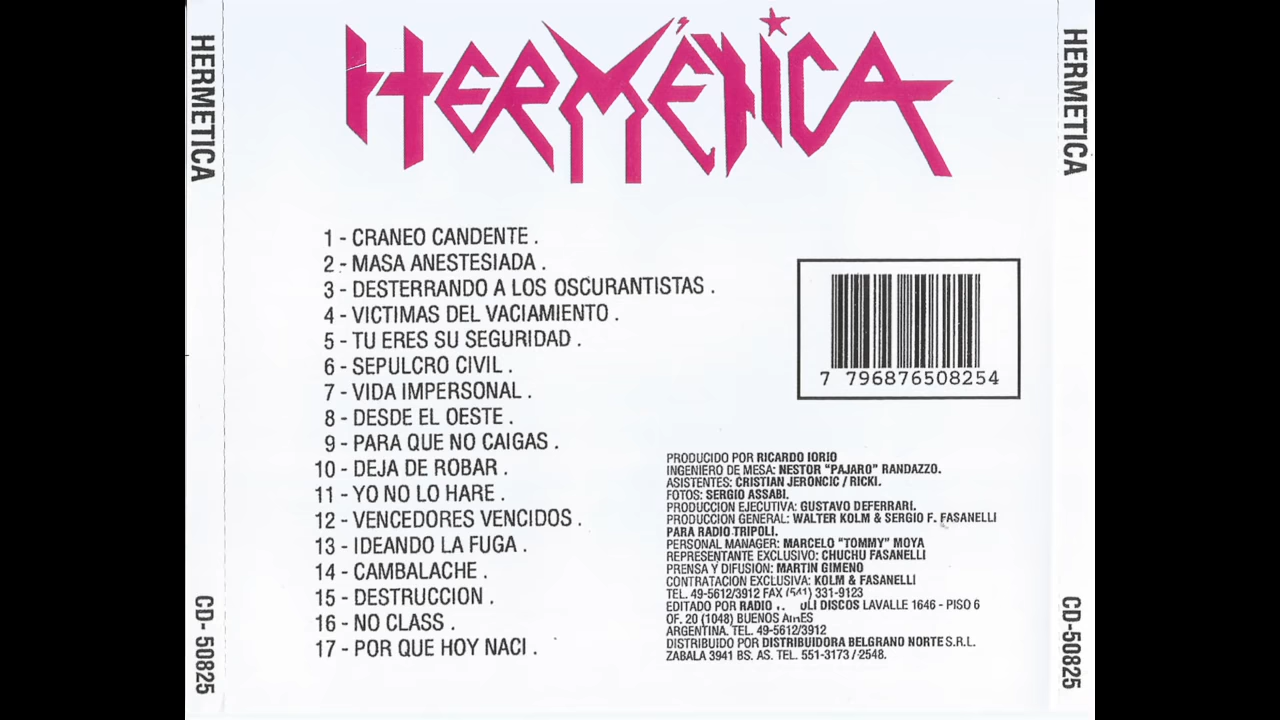 HERMÉTICA
HERMETICA
HERMETICA
1 - CRANEO CANDENTE .
2 - MASA ANESTESIADA .
3 - DESTERRANDO A LOS OSCURANTISTAS .
4 - VICTIMAS DEL VACIAMIENTO .
5 - TU ERES SU SEGURIDAD .
6 - SEPULCRO CIVIL .
7 - VIDA IMPERSONAL .
8 - DESDE EL OESTE .
9 - PARA QUE NO CAIGAS .
10 - DEJA DE ROBAR .
11 - YO NO LO HARE .
12 - VENCEDORES VENCIDOS .
13 - IDEANDO LA FUGA .
14 - CAMBALACHE .
15 - DESTRUCCION .
16 - NO CLASS .
17 - POR QUE HOY NACI .
7 796876508254
PRODUCIDO POR RICARDO IORIO
INGENIERO DE MESA: NESTOR "PAJARO" RANDAZZO.
ASISTENTES: CRISTIAN JERONCIC / RICKI.
FOTOS: SERGIO ASSABI.
PRODUCCION EJECUTIVA: GUSTAVO DEFERRARI.
PRODUCCION GENERAL: WALTER KOLM & SERGIO F. FASANELLI
PARA RADIO TRIPOLI.
PERSONAL MANAGER: MARCELO "TOMMY" MOYA
REPRESENTANTE EXCLUSIVO: CHUCHU FASANELLI
PRENSA Y DIFUSION: MARTIN GIMENO
CONTRATACION EXCLUSIVA: KOLM & FASANELLI
TEL. 49-5612/3912 FAX (541) 331-9123
EDITADO POR RADIO DISCOS LAVALLE 1646 - PISO 6
OF. 20 (1048) BUENOS AIRES
ARGENTINA. TEL. 49-5612/3912
DISTRIBUIDO POR DISTRIBUIDORA BELGRANO NORTE S.R.L.
ZABALA 3941 BS. AS. TEL. 551-3173 / 2548.
CD- 50825
CD-50825